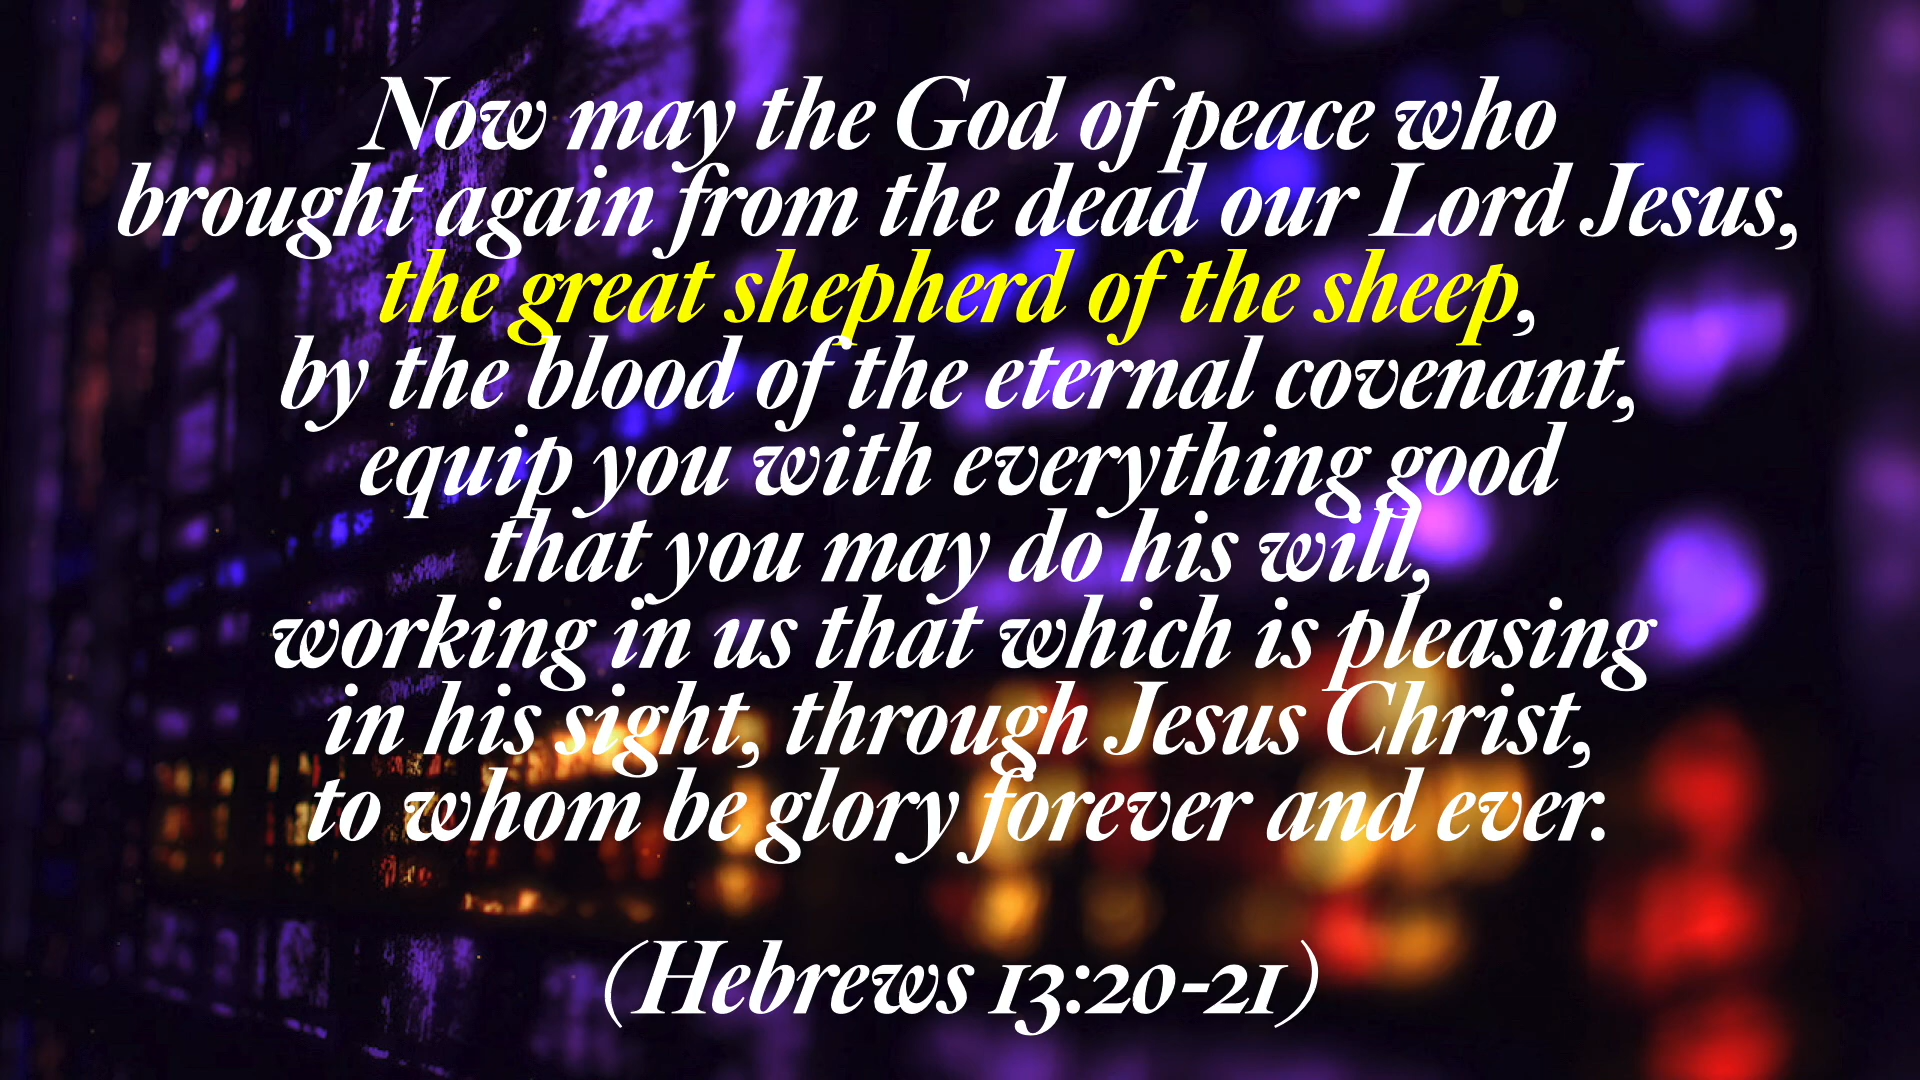 Now may the God of peace who
brought again from the dead our Lord Jesus,
the great shepherd of the sheep,
by the blood of the eternal covenant,
equip you with everything good
that you may do his will,
working in us that which is pleasing
in his sight, through Jesus Christ,
to whom be glory forever and ever.
(Hebrews 13:20-21)